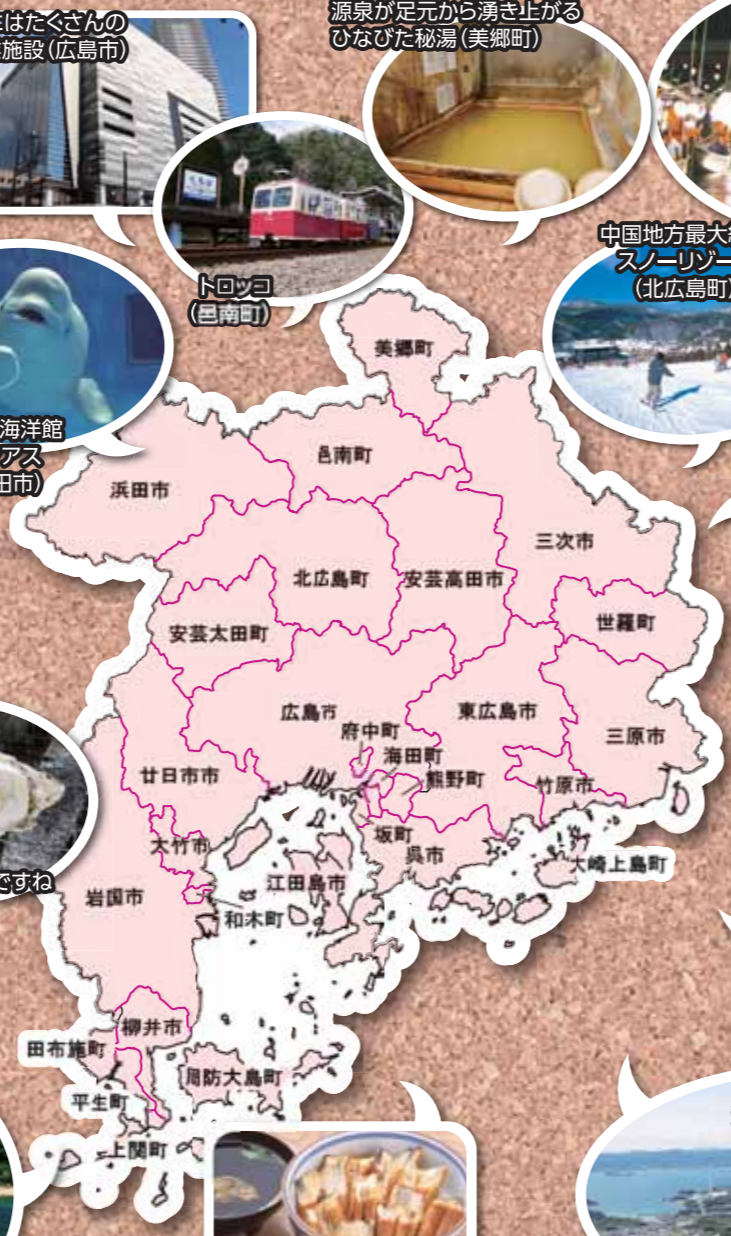 はたくさんの
施設(広島市)
源泉が足元から湧き上がる
ひなびた秘湯(美郷町)
トロッコ
(邑南町)
中国地方最大
スノーリゾー
(北広島町)
海洋館
アス
田市)
美郷町
邑南町
浜田市
三次市
北広島町
安芸高田市
世羅町
安芸太田町
広島市
東広島市
府中町
三原市
海田町
廿日市市
熊野町
竹原市
坂町
大竹市
呉市
大崎上島町
江田島市
ですね
岩国市
和木町
柳井市
田布施町
周防大島町
平生町
上関町